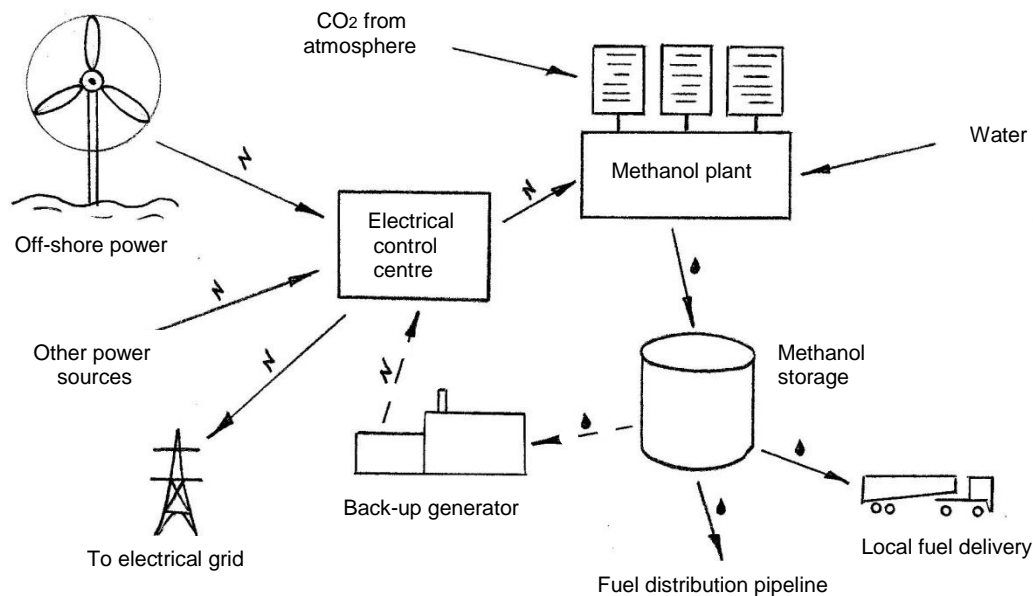 CO2 from
atmosphere
Water
Methanol plant
Electrical
control
centre
Off-shore power
Other power
sources
Methanol
storage
Back-up generator
To electrical grid
Local fuel delivery
Fuel distribution pipeline